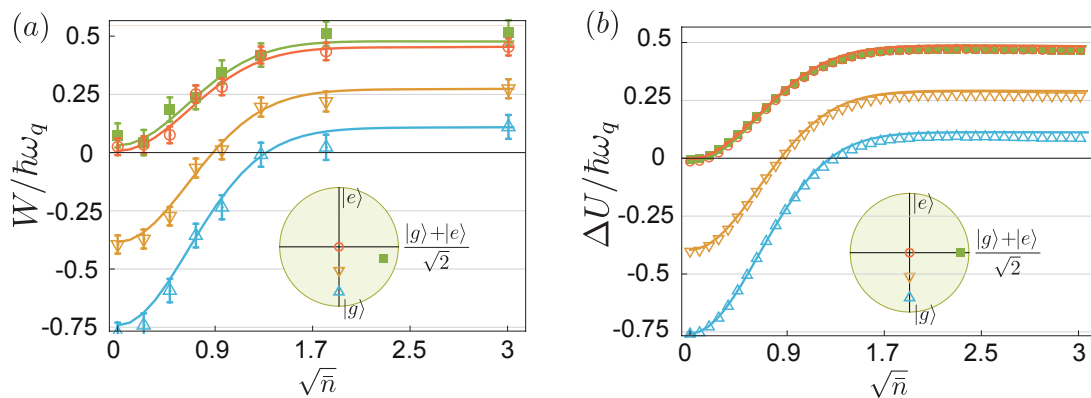 (a)
W/ħω_q
0.5
0.25
0
-0.25
-0.5
-0.75
0 0.9 1.7 2.5 3
√n̄
|e⟩
|g⟩+|e⟩
√2
|g⟩
(b)
ΔU/ħω_q
0.5
0.25
0
-0.25
-0.5
-0.75
0 0.9 1.7 2.5 3
√n̄
|e⟩
|g⟩+|e⟩
√2
|g⟩